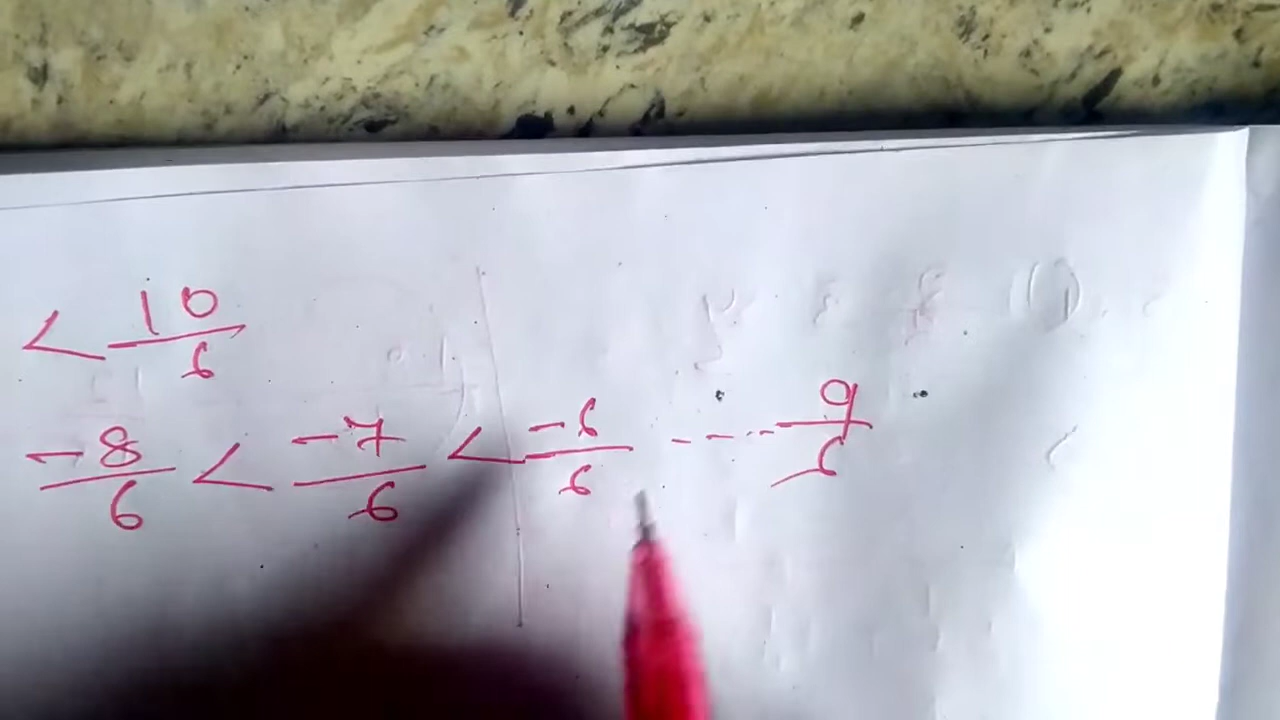 < 10/6
-8/6 < -7/6 < -6/6 ----- 9/6